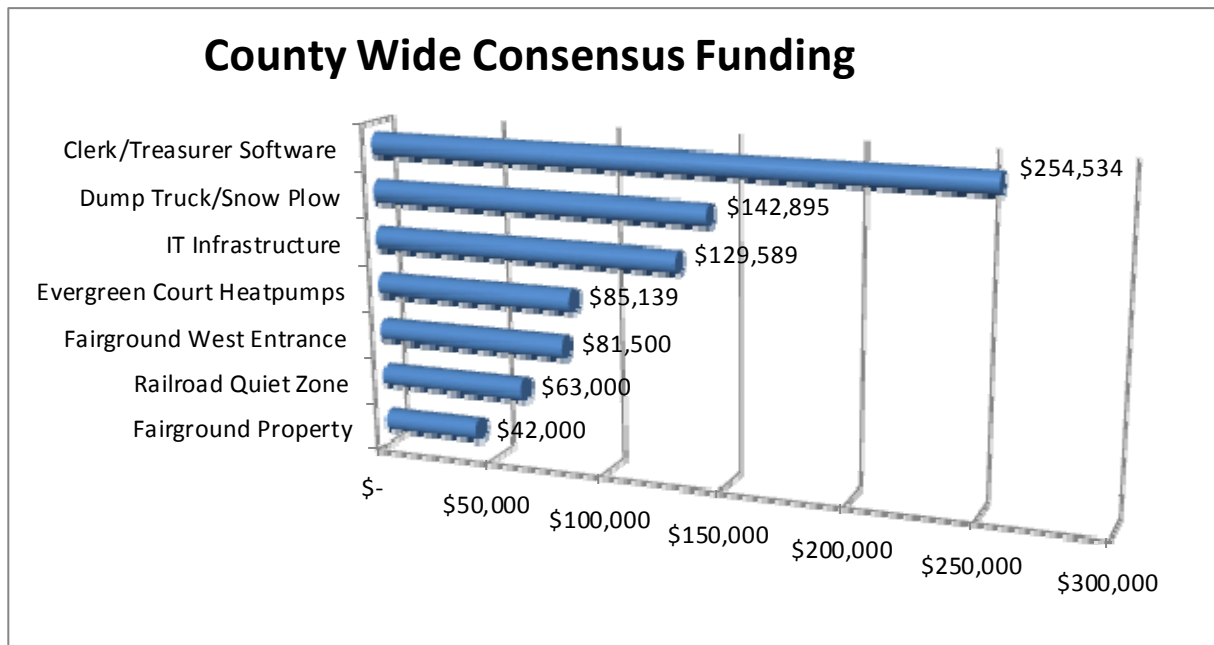 County Wide Consensus Funding
Clerk/Treasurer Software
$254,534
Dump Truck/Snow Plow
$142,895
IT Infrastructure
$129,589
Evergreen Court Heatpumps
$85,139
Fairground West Entrance
$81,500
Railroad Quiet Zone
$63,000
Fairground Property
$42,000
$-
$50,000
$100,000
$150,000
$200,000
$250,000
$300,000